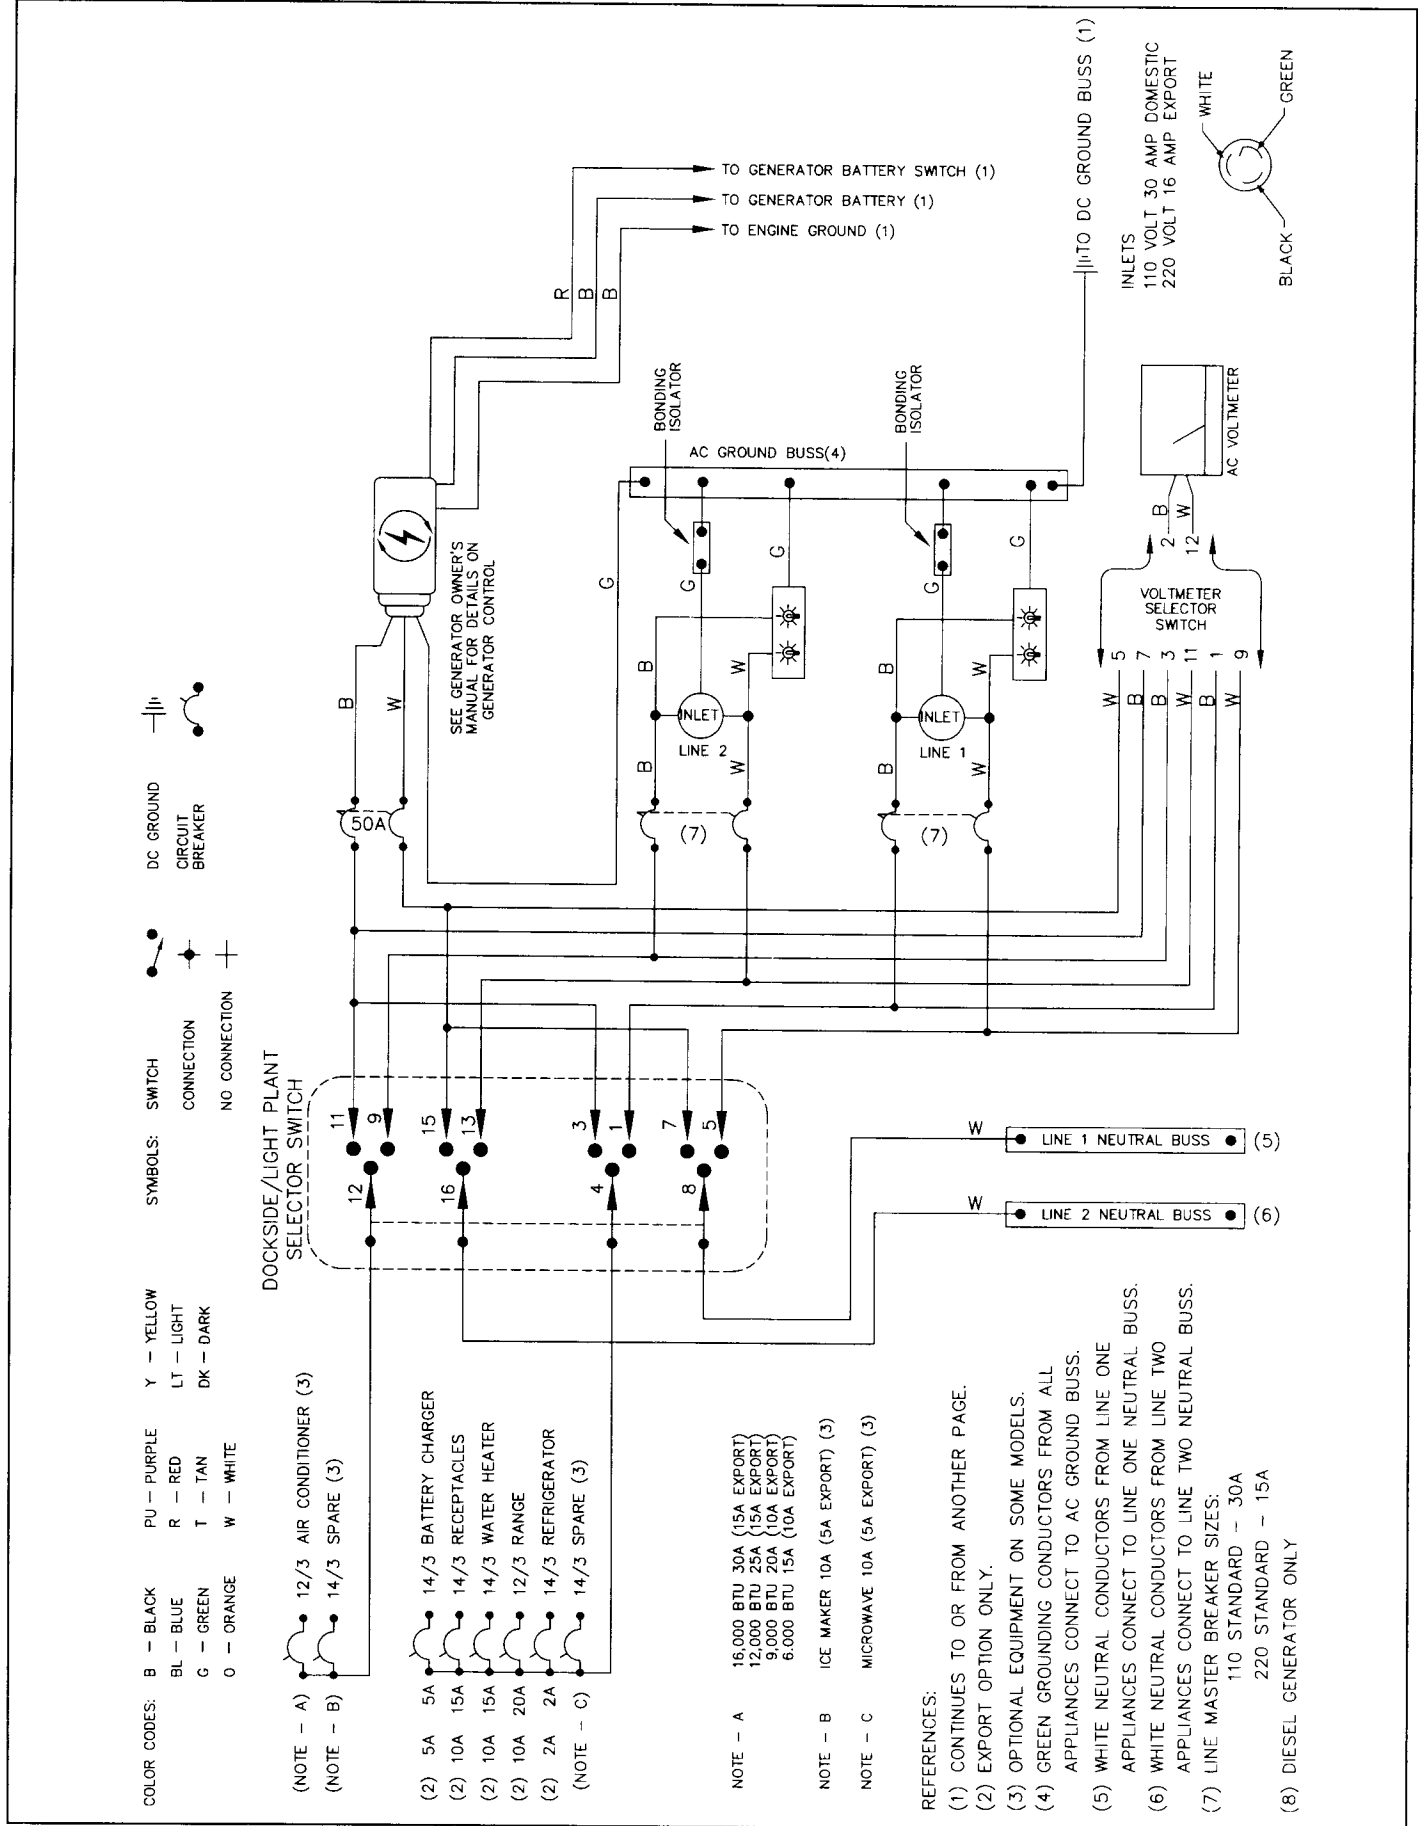 COLOR CODES:
B – BLACK
BL – BLUE
G – GREEN
O – ORANGE
PU – PURPLE
R – RED
T – TAN
W – WHITE
Y – YELLOW
LT – LIGHT
DK – DARK
SYMBOLS:
SWITCH
CONNECTION
NO CONNECTION
DC GROUND
CIRCUIT
BREAKER
(NOTE – A) 12/3 AIR CONDITIONER (3)
(NOTE – B) 14/3 SPARE (3)
(2) 5A 5A 14/3 BATTERY CHARGER
(2) 10A 15A 14/3 RECEPTACLES
(2) 10A 15A 14/3 WATER HEATER
(2) 10A 20A 12/3 RANGE
(2) 2A 2A 14/3 REFRIGERATOR
(NOTE – C) 14/3 SPARE (3)
DOCKSIDE/LIGHT PLANT
SELECTOR SWITCH
11
9
12
15
13
16
3
1
4
7
5
8
50A
B
W
SEE GENERATOR OWNER'S
MANUAL FOR DETAILS ON
GENERATOR CONTROL
R
B
B
TO GENERATOR BATTERY SWITCH (1)
TO GENERATOR BATTERY (1)
TO ENGINE GROUND (1)
G
BONDING
ISOLATOR
AC GROUND BUSS(4)
G
G
B
W
INLET
LINE 2
B
W
(7)
BONDING
ISOLATOR
G
G
B
W
INLET
LINE 1
B
W
(7)
TO DC GROUND BUSS (1)
INLETS
110 VOLT 30 AMP DOMESTIC
220 VOLT 16 AMP EXPORT
WHITE
BLACK
GREEN
AC VOLTMETER
B
W
2
12
VOLTMETER
SELECTOR
SWITCH
W 5
B 7
B 3
W 11
B 1
W 9
W
LINE 1 NEUTRAL BUSS
(5)
W
LINE 2 NEUTRAL BUSS
(6)
NOTE – A
16,000 BTU 30A (15A EXPORT)
12,000 BTU 25A (15A EXPORT)
9,000 BTU 20A (10A EXPORT)
6.000 BTU 15A (10A EXPORT)
NOTE – B ICE MAKER 10A (5A EXPORT) (3)
NOTE – C MICROWAVE 10A (5A EXPORT) (3)
REFERENCES:
(1) CONTINUES TO OR FROM ANOTHER PAGE.
(2) EXPORT OPTION ONLY.
(3) OPTIONAL EQUIPMENT ON SOME MODELS.
(4) GREEN GROUNDING CONDUCTORS FROM ALL
APPLIANCES CONNECT TO AC GROUND BUSS.
(5) WHITE NEUTRAL CONDUCTORS FROM LINE ONE
APPLIANCES CONNECT TO LINE ONE NEUTRAL BUSS.
(6) WHITE NEUTRAL CONDUCTORS FROM LINE TWO
APPLIANCES CONNECT TO LINE TWO NEUTRAL BUSS.
(7) LINE MASTER BREAKER SIZES:
110 STANDARD – 30A
220 STANDARD – 15A
(8) DIESEL GENERATOR ONLY